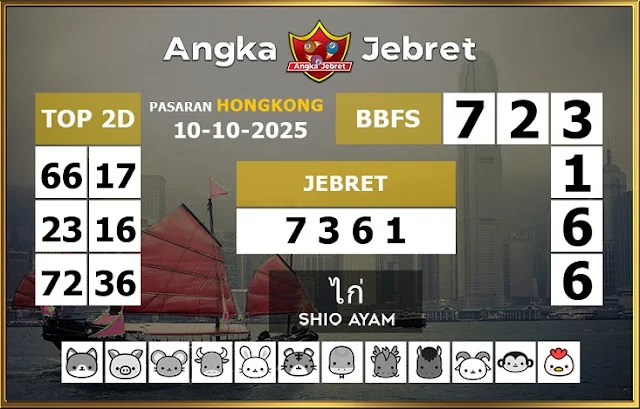 Angka Jebret
Angka Jebret
TOP 2D
PASARAN HONGKONG
10-10-2025
BBFS
7 2 3
1
6
6
66 17
23 16
72 36
JEBRET
7 3 6 1
ไก่
SHIO AYAM